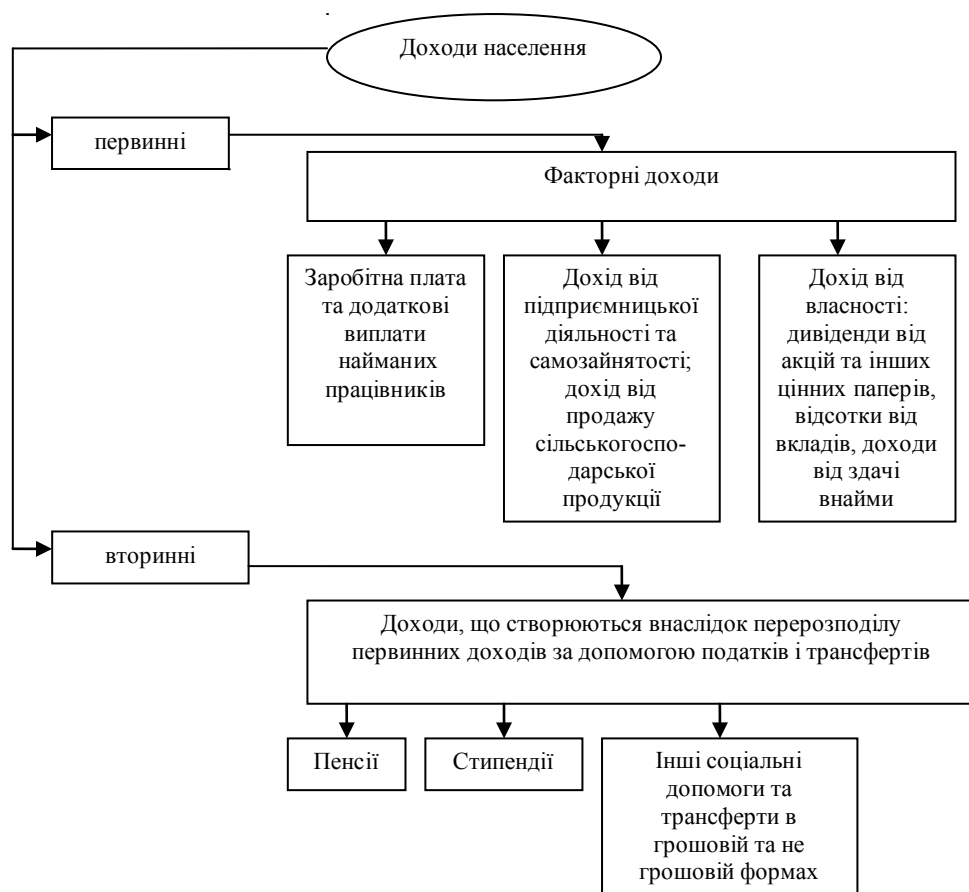 Доходи населення
первинні
Факторні доходи
Заробітна плата
та додаткові
виплати
найманих
працівників
Дохід від
підприємницької
діяльності та
самозайнятості;
дохід від
продажу
сільськогоспо-
дарської
продукції
Дохід від
власності:
дивіденди від
акцій та інших
цінних паперів,
відсотки від
вкладів, доходи
від здачі
внайми
вторинні
Доходи, що створюються внаслідок перерозподілу
первинних доходів за допомогою податків і трансфертів
Пенсії
Стипендії
Інші соціальні
допомоги та
трансферти в
грошовій та не
грошовій формах